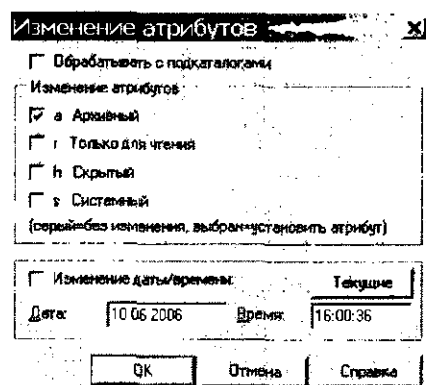 Изменение атрибутов
Обрабатывать с подкаталогами
Изменение атрибутов
а Архивный
r Только для чтения
h Скрытый
s Системный
(серый=без изменения, выбран=установить атрибут)
Изменение даты/времени:
Текущие
Дата: 10 06 2006 Время: 16:00:36
OK Отмена Справка